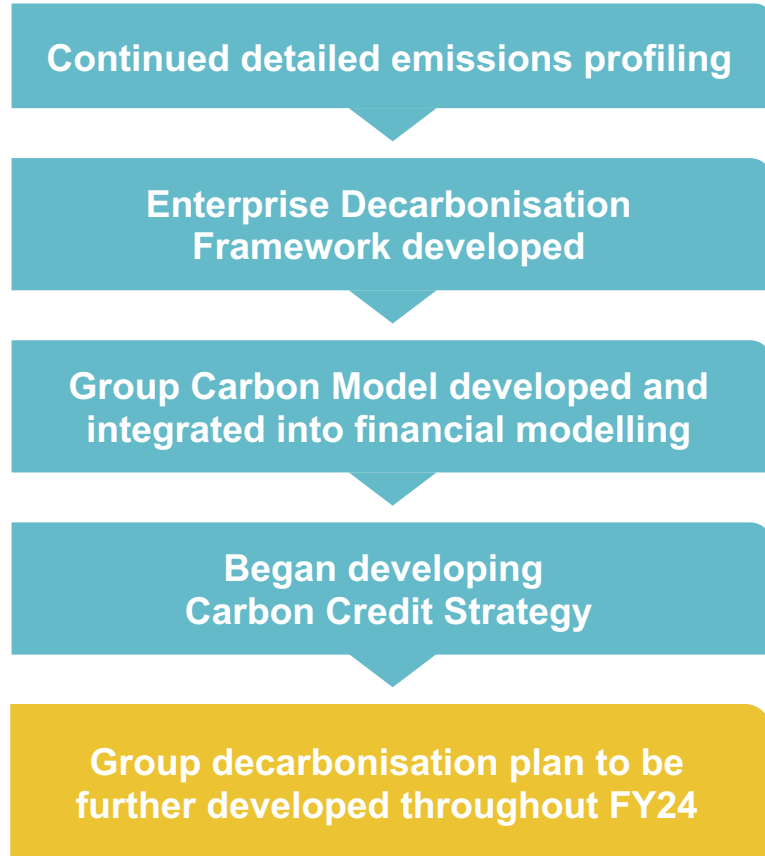 Continued detailed emissions profiling
Enterprise Decarbonisation
Framework developed
Group Carbon Model developed and
integrated into financial modelling
Began developing
Carbon Credit Strategy
Group decarbonisation plan to be
further developed throughout FY24